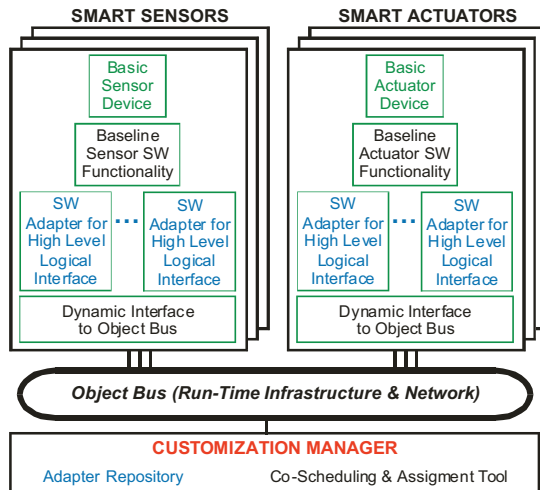 SMART SENSORS
Basic
Sensor
Device
Baseline
Sensor SW
Functionality
SW
Adapter for
High Level
Logical
Interface
...
SW
Adapter for
High Level
Logical
Interface
Dynamic Interface
to Object Bus
SMART ACTUATORS
Basic
Actuator
Device
Baseline
Actuator SW
Functionality
SW
Adapter for
High Level
Logical
Interface
...
SW
Adapter for
High Level
Logical
Interface
Dynamic Interface
to Object Bus
Object Bus (Run-Time Infrastructure & Network)
CUSTOMIZATION MANAGER
Adapter Repository
Co-Scheduling & Assigment Tool